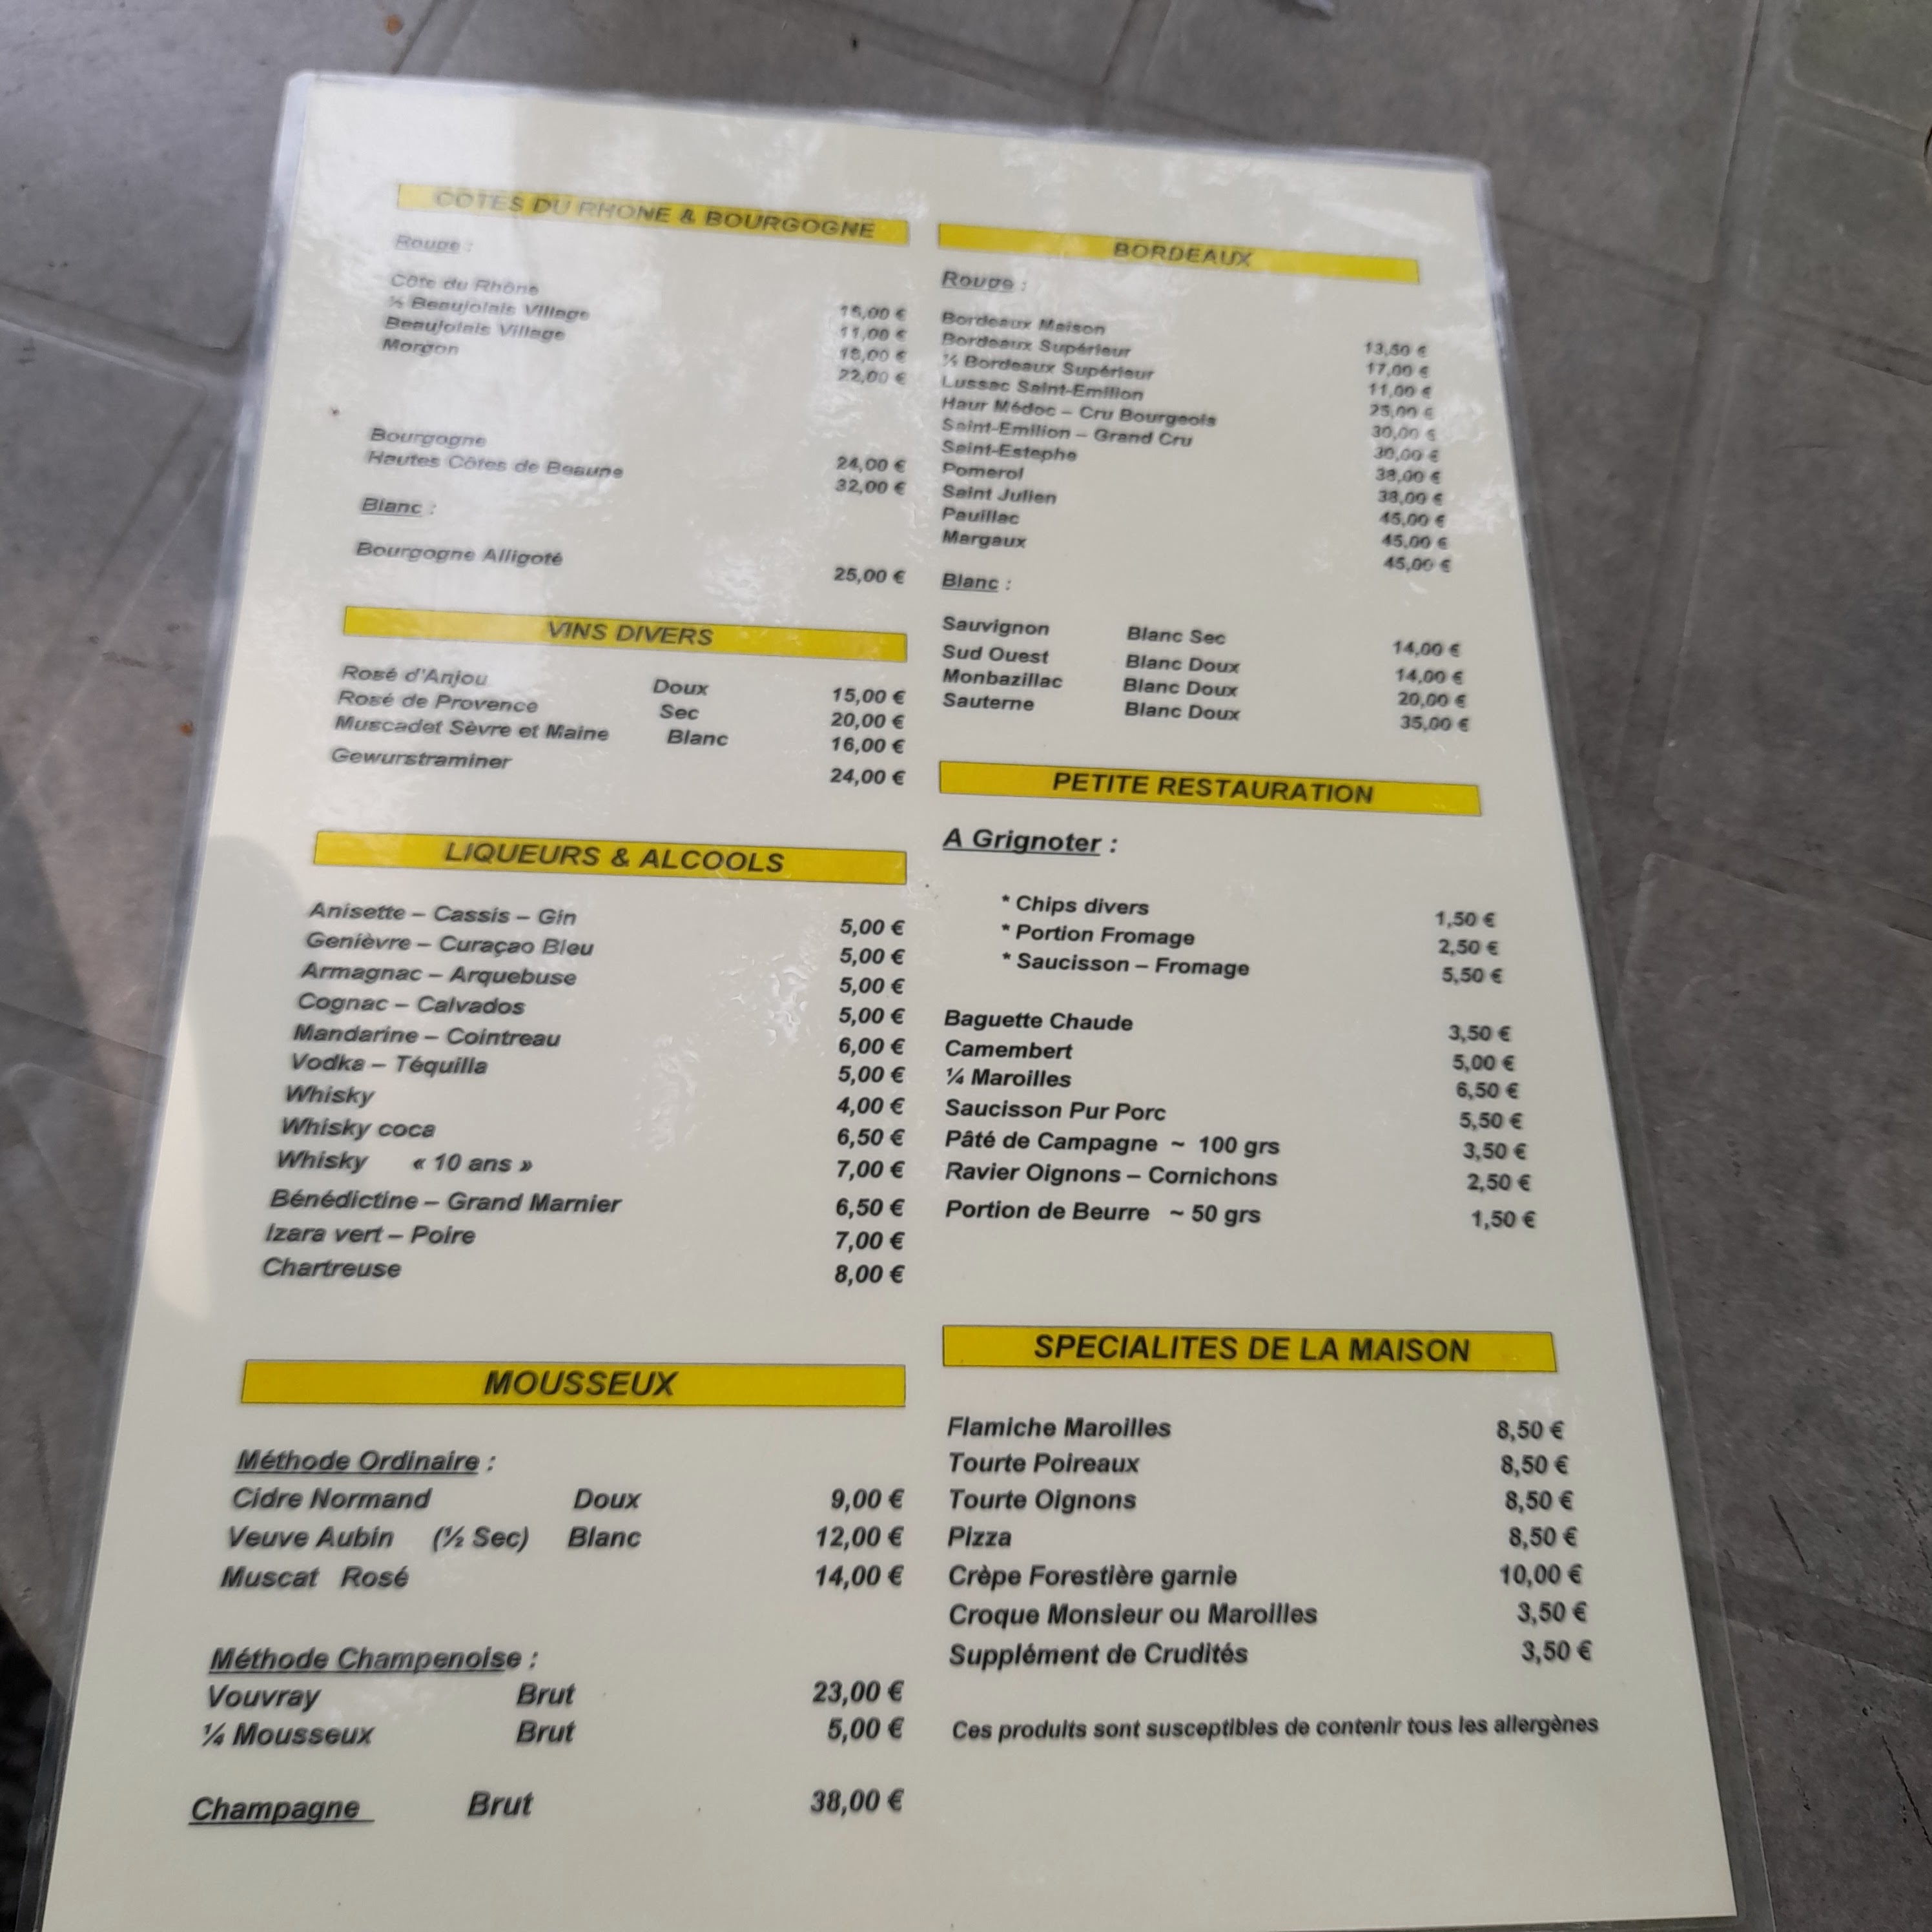 COTES DU RHONE & BOURGOGNE
Rouge :
Côte du Rhône 16,00 €
½ Beaujolais Village 11,00 €
Beaujolais Village 18,00 €
Morgon 22,00 €
Bourgogne 24,00 €
Hautes Côtes de Beaune 32,00 €
Blanc :
Bourgogne Alligoté 25,00 €
VINS DIVERS
Rosé d'Anjou Doux 15,00 €
Rosé de Provence Sec 20,00 €
Muscadet Sèvre et Maine Blanc 16,00 €
Gewurstraminer 24,00 €
LIQUEURS & ALCOOLS
Anisette – Cassis – Gin 5,00 €
Genièvre – Curaçao Bleu 5,00 €
Armagnac – Arquebuse 5,00 €
Cognac – Calvados 5,00 €
Mandarine – Cointreau 6,00 €
Vodka – Téquilla 5,00 €
Whisky 4,00 €
Whisky coca 6,50 €
Whisky « 10 ans » 7,00 €
Bénédictine – Grand Marnier 6,50 €
Izara vert – Poire 7,00 €
Chartreuse 8,00 €
MOUSSEUX
Méthode Ordinaire :
Cidre Normand Doux 9,00 €
Veuve Aubin (½ Sec) Blanc 12,00 €
Muscat Rosé 14,00 €
Méthode Champenoise :
Vouvray Brut 23,00 €
¼ Mousseux Brut 5,00 €
Champagne Brut 38,00 €
BORDEAUX
Rouge :
Bordeaux Maison 13,50 €
Bordeaux Supérieur 17,00 €
½ Bordeaux Supérieur 11,00 €
Lussac Saint-Emilion 25,00 €
Haur Médoc – Cru Bourgeois 30,00 €
Saint-Emilion – Grand Cru 30,00 €
Saint-Estephe 38,00 €
Pomerol 38,00 €
Saint Julien 45,00 €
Pauillac 45,00 €
Margaux 45,00 €
Blanc :
Sauvignon Blanc Sec 14,00 €
Sud Ouest Blanc Doux 14,00 €
Monbazillac Blanc Doux 20,00 €
Sauterne Blanc Doux 35,00 €
PETITE RESTAURATION
A Grignoter :
* Chips divers 1,50 €
* Portion Fromage 2,50 €
* Saucisson – Fromage 5,50 €
Baguette Chaude 3,50 €
Camembert 5,00 €
¼ Maroilles 6,50 €
Saucisson Pur Porc 5,50 €
Pâté de Campagne ~ 100 grs 3,50 €
Ravier Oignons – Cornichons 2,50 €
Portion de Beurre ~ 50 grs 1,50 €
SPECIALITES DE LA MAISON
Flamiche Maroilles 8,50 €
Tourte Poireaux 8,50 €
Tourte Oignons 8,50 €
Pizza 8,50 €
Crèpe Forestière garnie 10,00 €
Croque Monsieur ou Maroilles 3,50 €
Supplément de Crudités 3,50 €
Ces produits sont susceptibles de contenir tous les allergènes